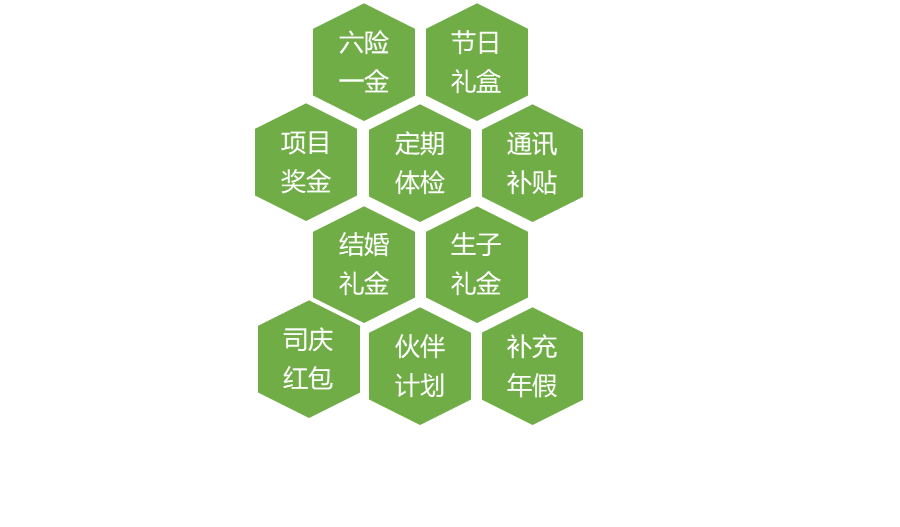 六险
一金
节日
礼盒
项目
奖金
定期
体检
通讯
补贴
结婚
礼金
生子
礼金
司庆
红包
伙伴
计划
补充
年假